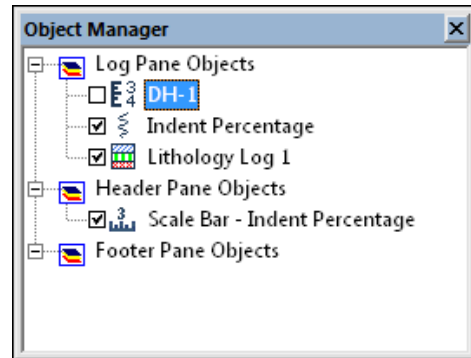 Object Manager
Log Pane Objects
DH-1
Indent Percentage
Lithology Log 1
Header Pane Objects
Scale Bar - Indent Percentage
Footer Pane Objects